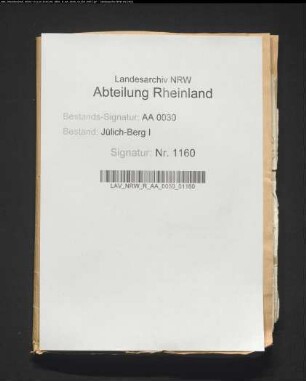 Landesarchiv NRW
Abteilung Rheinland
Bestands-Signatur: AA 0030
Bestand: Jülich-Berg I
Signatur: Nr. 1160
LAV_NRW_R_AA_0030_01160